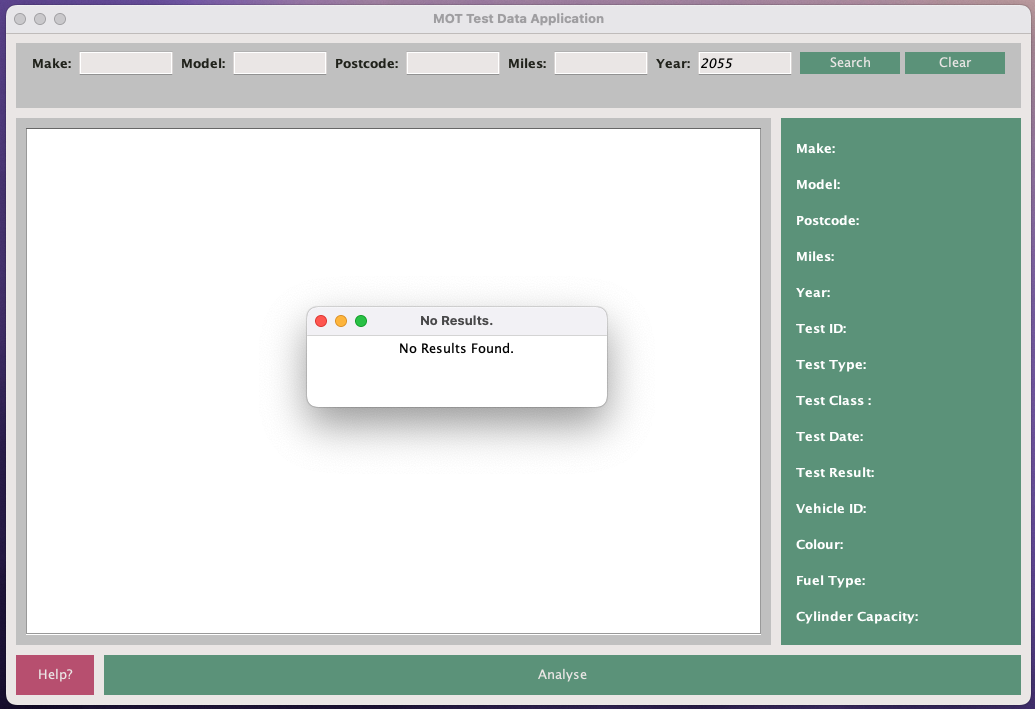 MOT Test Data Application
Make: Model: Postcode: Miles: Year: 2055 Search Clear
No Results.
No Results Found.
Make:
Model:
Postcode:
Miles:
Year:
Test ID:
Test Type:
Test Class :
Test Date:
Test Result:
Vehicle ID:
Colour:
Fuel Type:
Cylinder Capacity:
Help? Analyse